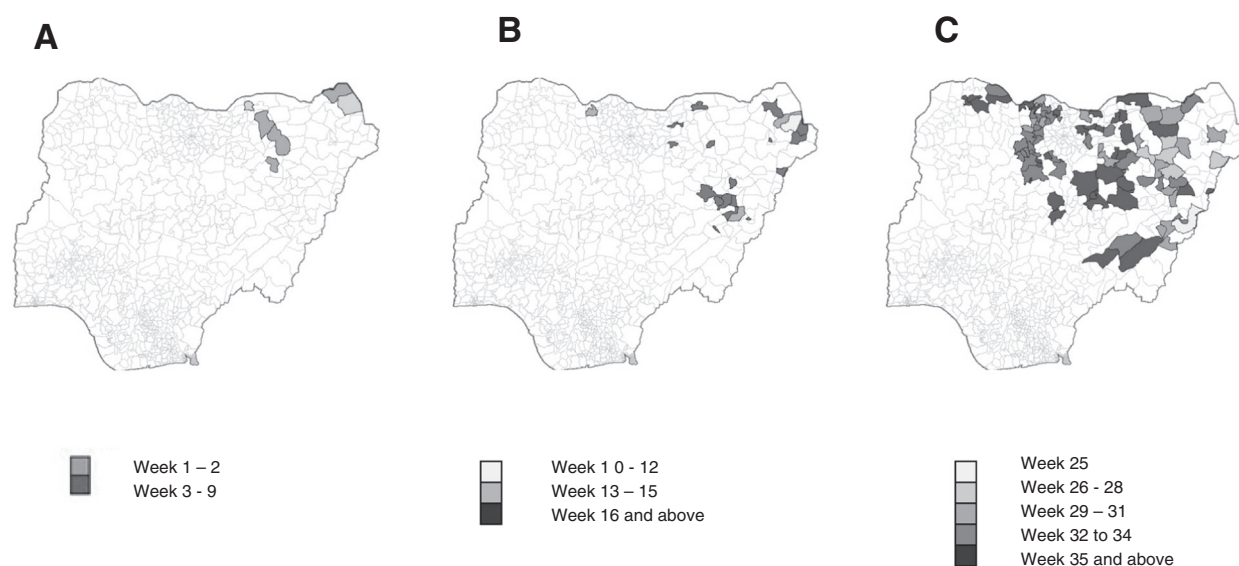 A
B
C
Week 1 – 2
Week 3 - 9
Week 1 0 - 12
Week 13 – 15
Week 16 and above
Week 25
Week 26 - 28
Week 29 – 31
Week 32 to 34
Week 35 and above